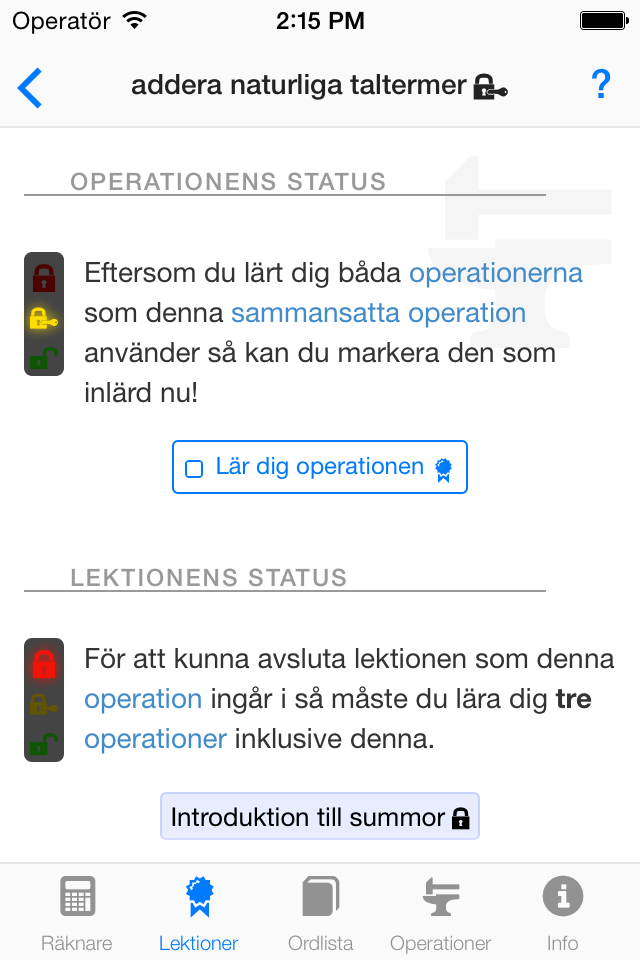 Operatör 2:15 PM
addera naturliga taltermer ?
OPERATIONENS STATUS
Eftersom du lärt dig båda operationerna
som denna sammansatta operation
använder så kan du markera den som
inlärd nu!
Lär dig operationen
LEKTIONENS STATUS
För att kunna avsluta lektionen som denna
operation ingår i så måste du lära dig tre
operationer inklusive denna.
Introduktion till summor
Räknare Lektioner Ordlista Operationer Info